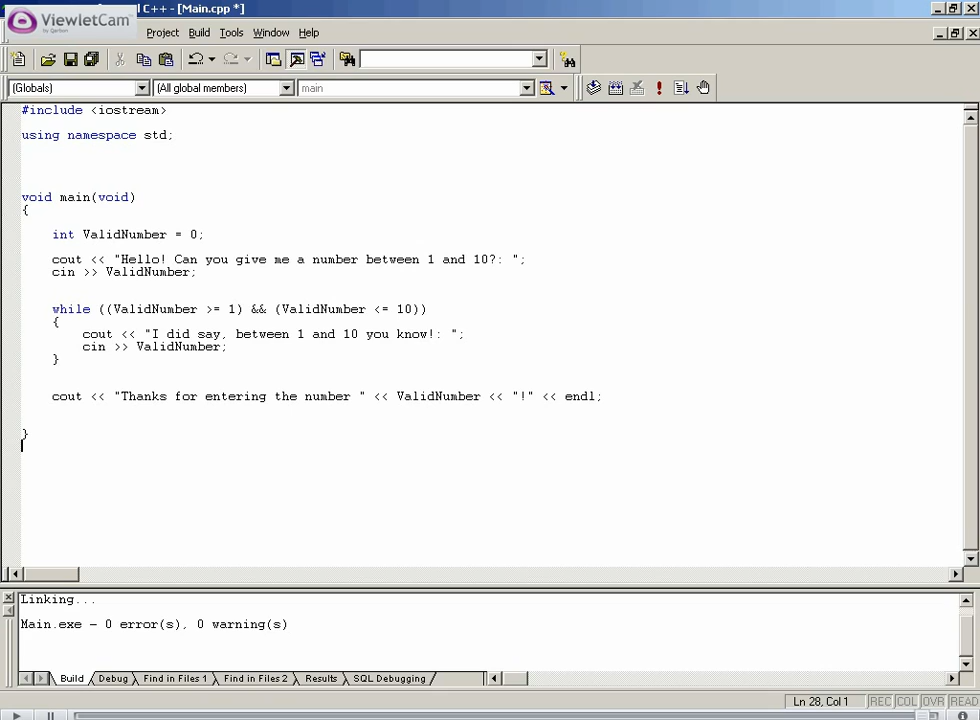 C++ - [Main.cpp *]
ViewletCam
by Qarbon
Project Build Tools Window Help
(Globals) (All global members) main
#include <iostream>
using namespace std;
void main(void)
{
int ValidNumber = 0;
cout << "Hello! Can you give me a number between 1 and 10?: ";
cin >> ValidNumber;
while ((ValidNumber >= 1) && (ValidNumber <= 10))
{
cout << "I did say, between 1 and 10 you know!: ";
cin >> ValidNumber;
}
cout << "Thanks for entering the number " << ValidNumber << "!" << endl;
}
Linking...
Main.exe - 0 error(s), 0 warning(s)
Build Debug Find in Files 1 Find in Files 2 Results SQL Debugging
Ln 28, Col 1 REC COL OVR READ